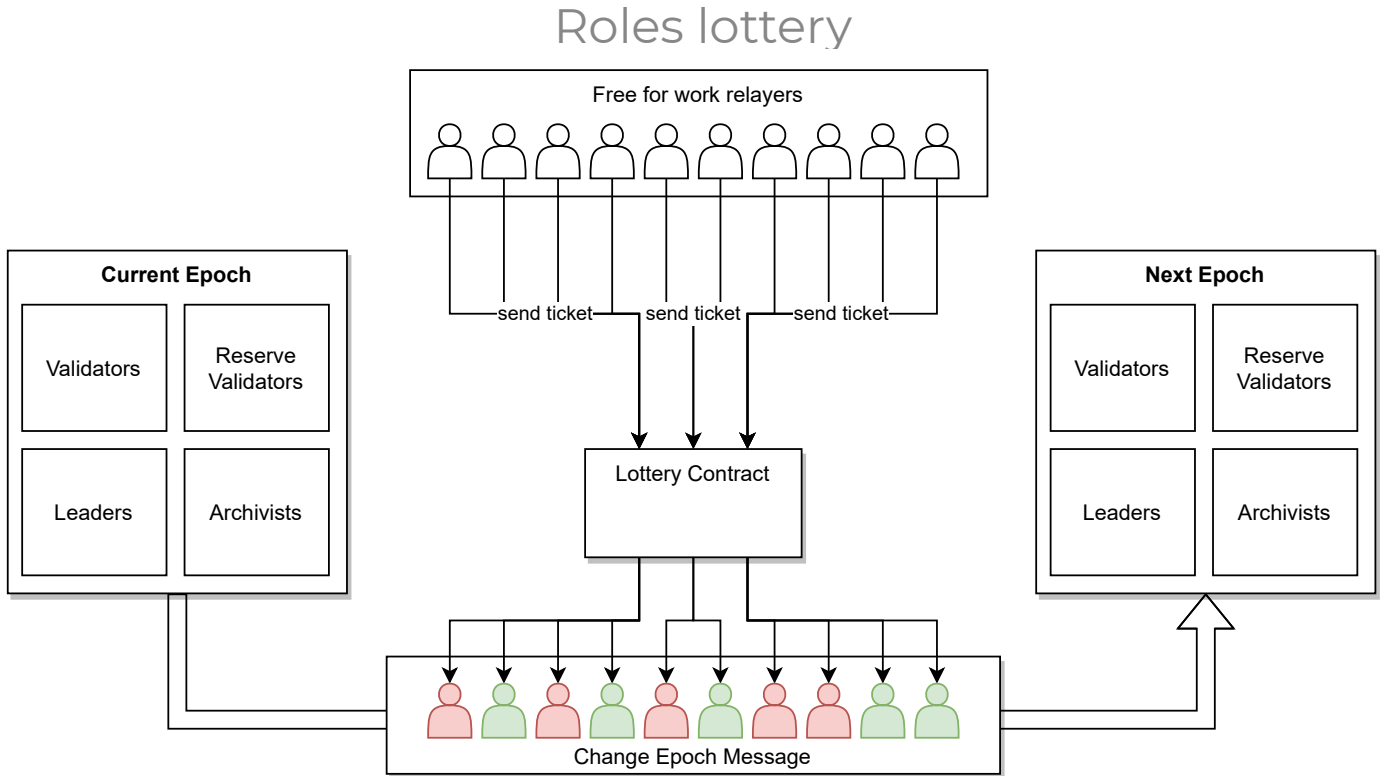 Roles lottery
Free for work relayers
send ticket
send ticket
send ticket
Current Epoch
Validators
Reserve
Validators
Leaders
Archivists
Lottery Contract
Next Epoch
Validators
Reserve
Validators
Leaders
Archivists
Change Epoch Message